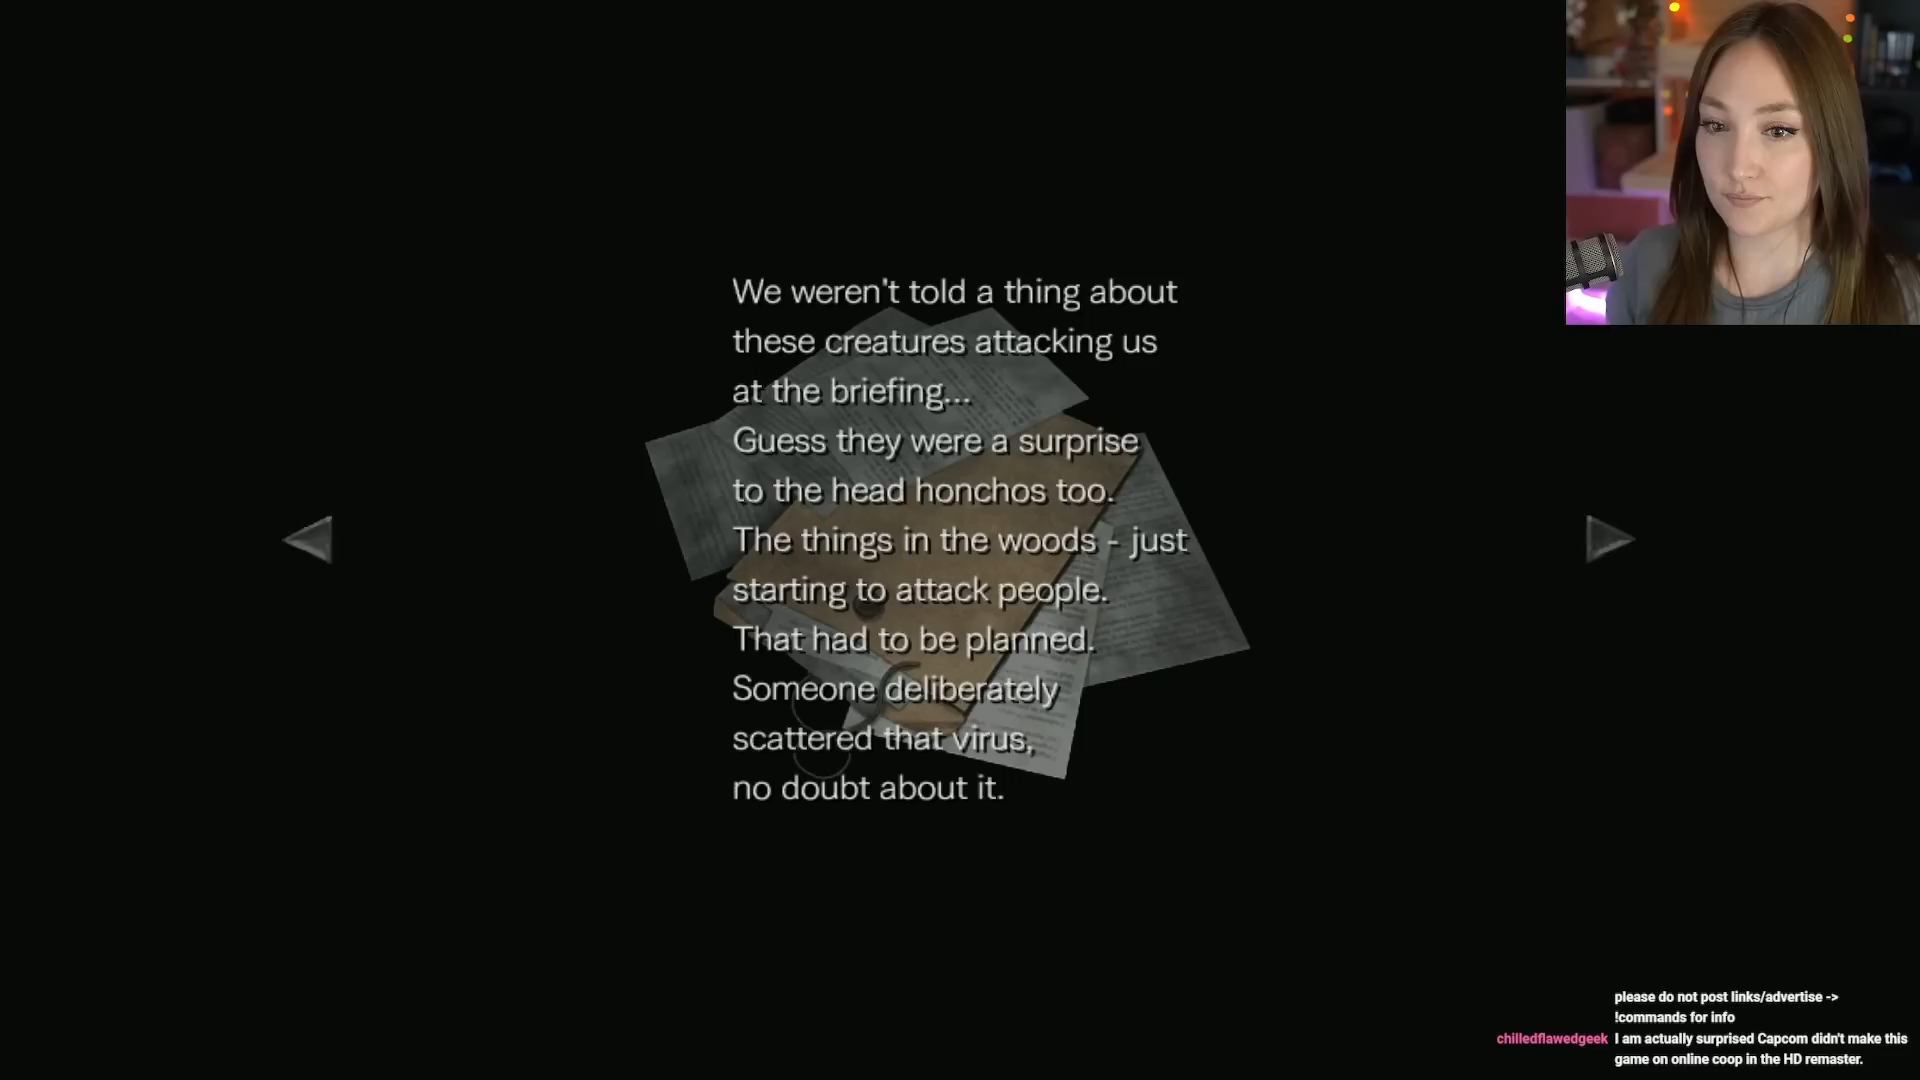 We weren't told a thing about
these creatures attacking us
at the briefing...
Guess they were a surprise
to the head honchos too.
The things in the woods - just
starting to attack people.
That had to be planned.
Someone deliberately
scattered that virus,
no doubt about it.
please do not post links/advertise ->
!commands for info
chilledflawedgeek I am actually surprised Capcom didn't make this
game on online coop in the HD remaster.